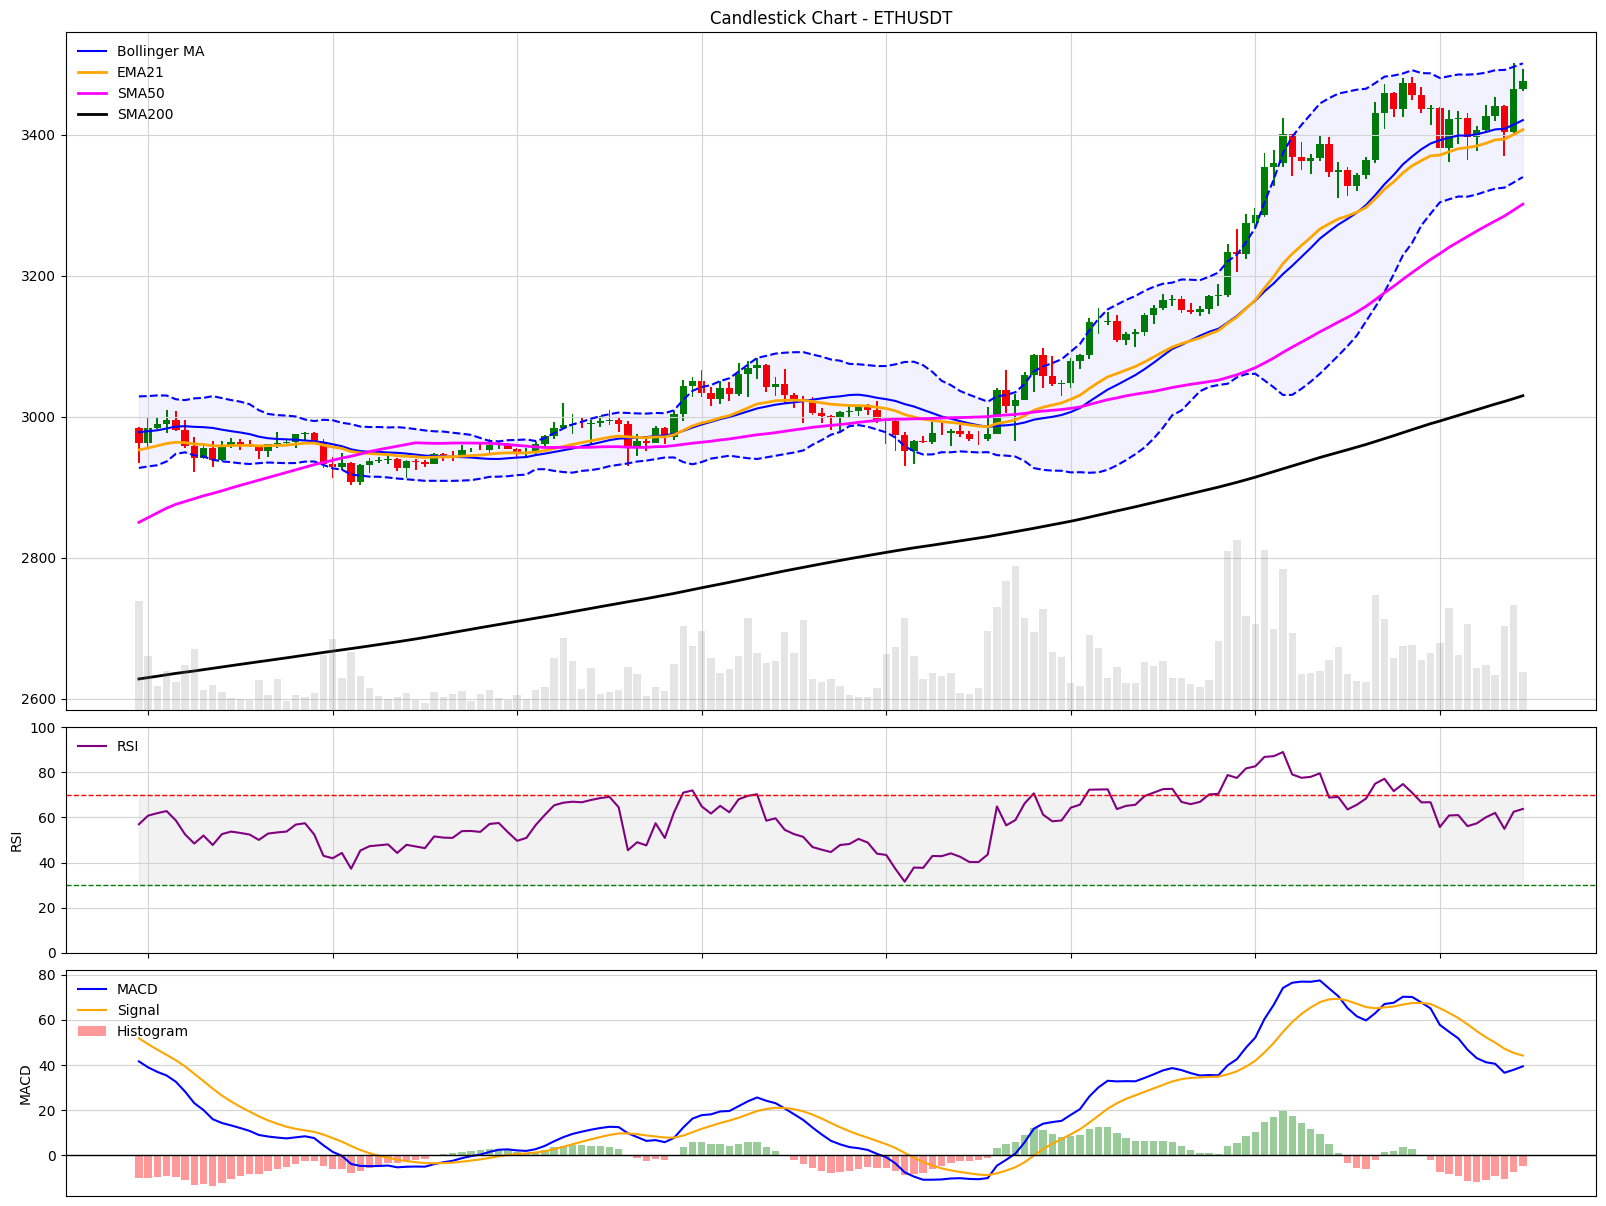 Candlestick Chart - ETHUSDT
Bollinger MA
EMA21
SMA50
SMA200
3400
3200
3000
2800
2600
RSI
100
80
60
40
20
0
RSI
MACD
Signal
Histogram
80
60
40
20
0
MACD